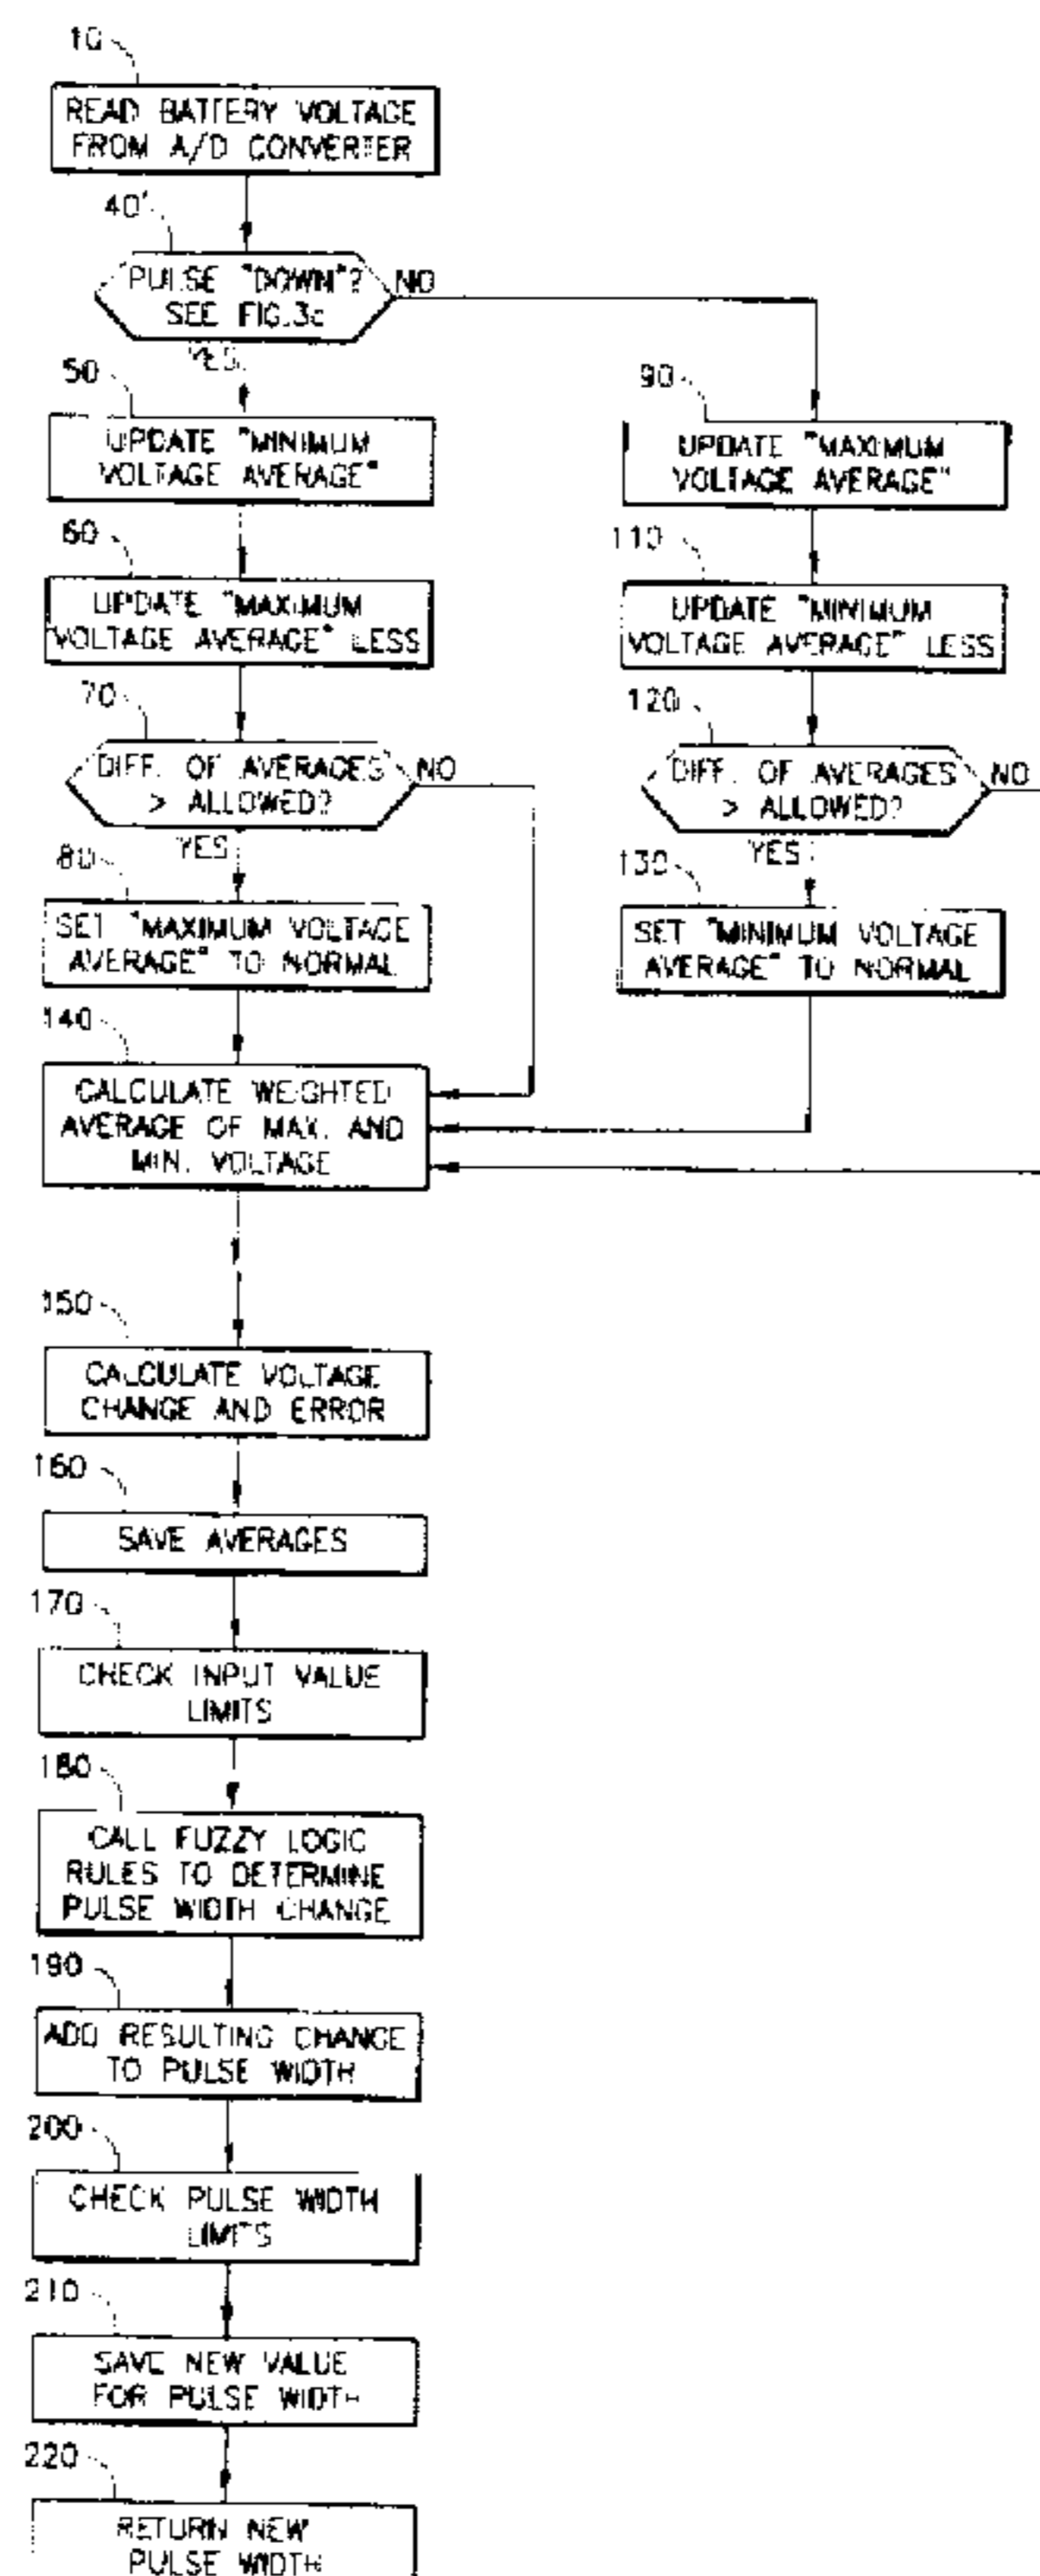 10
READ BATTERY VOLTAGE
FROM A/D CONVERTER
40'
PULSE "DOWN"?
SEE FIG.3c
NO
YES
50
UPDATE "MINIMUM
VOLTAGE AVERAGE"
60
UPDATE "MAXIMUM
VOLTAGE AVERAGE" LESS
70
DIFF. OF AVERAGES
> ALLOWED?
NO
YES
80
SET "MAXIMUM VOLTAGE
AVERAGE" TO NORMAL
90
UPDATE "MAXIMUM
VOLTAGE AVERAGE"
110
UPDATE "MINIMUM
VOLTAGE AVERAGE" LESS
120
DIFF. OF AVERAGES
> ALLOWED?
NO
YES
130
SET "MINIMUM VOLTAGE
AVERAGE" TO NORMAL
140
CALCULATE WEIGHTED
AVERAGE OF MAX. AND
MIN. VOLTAGE
150
CALCULATE VOLTAGE
CHANGE AND ERROR
160
SAVE AVERAGES
170
CHECK INPUT VALUE
LIMITS
180
CALL FUZZY LOGIC
RULES TO DETERMINE
PULSE WIDTH CHANGE
190
ADD RESULTING CHANGE
TO PULSE WIDTH
200
CHECK PULSE WIDTH
LIMITS
210
SAVE NEW VALUE
FOR PULSE WIDTH
220
RETURN NEW
PULSE WIDTH